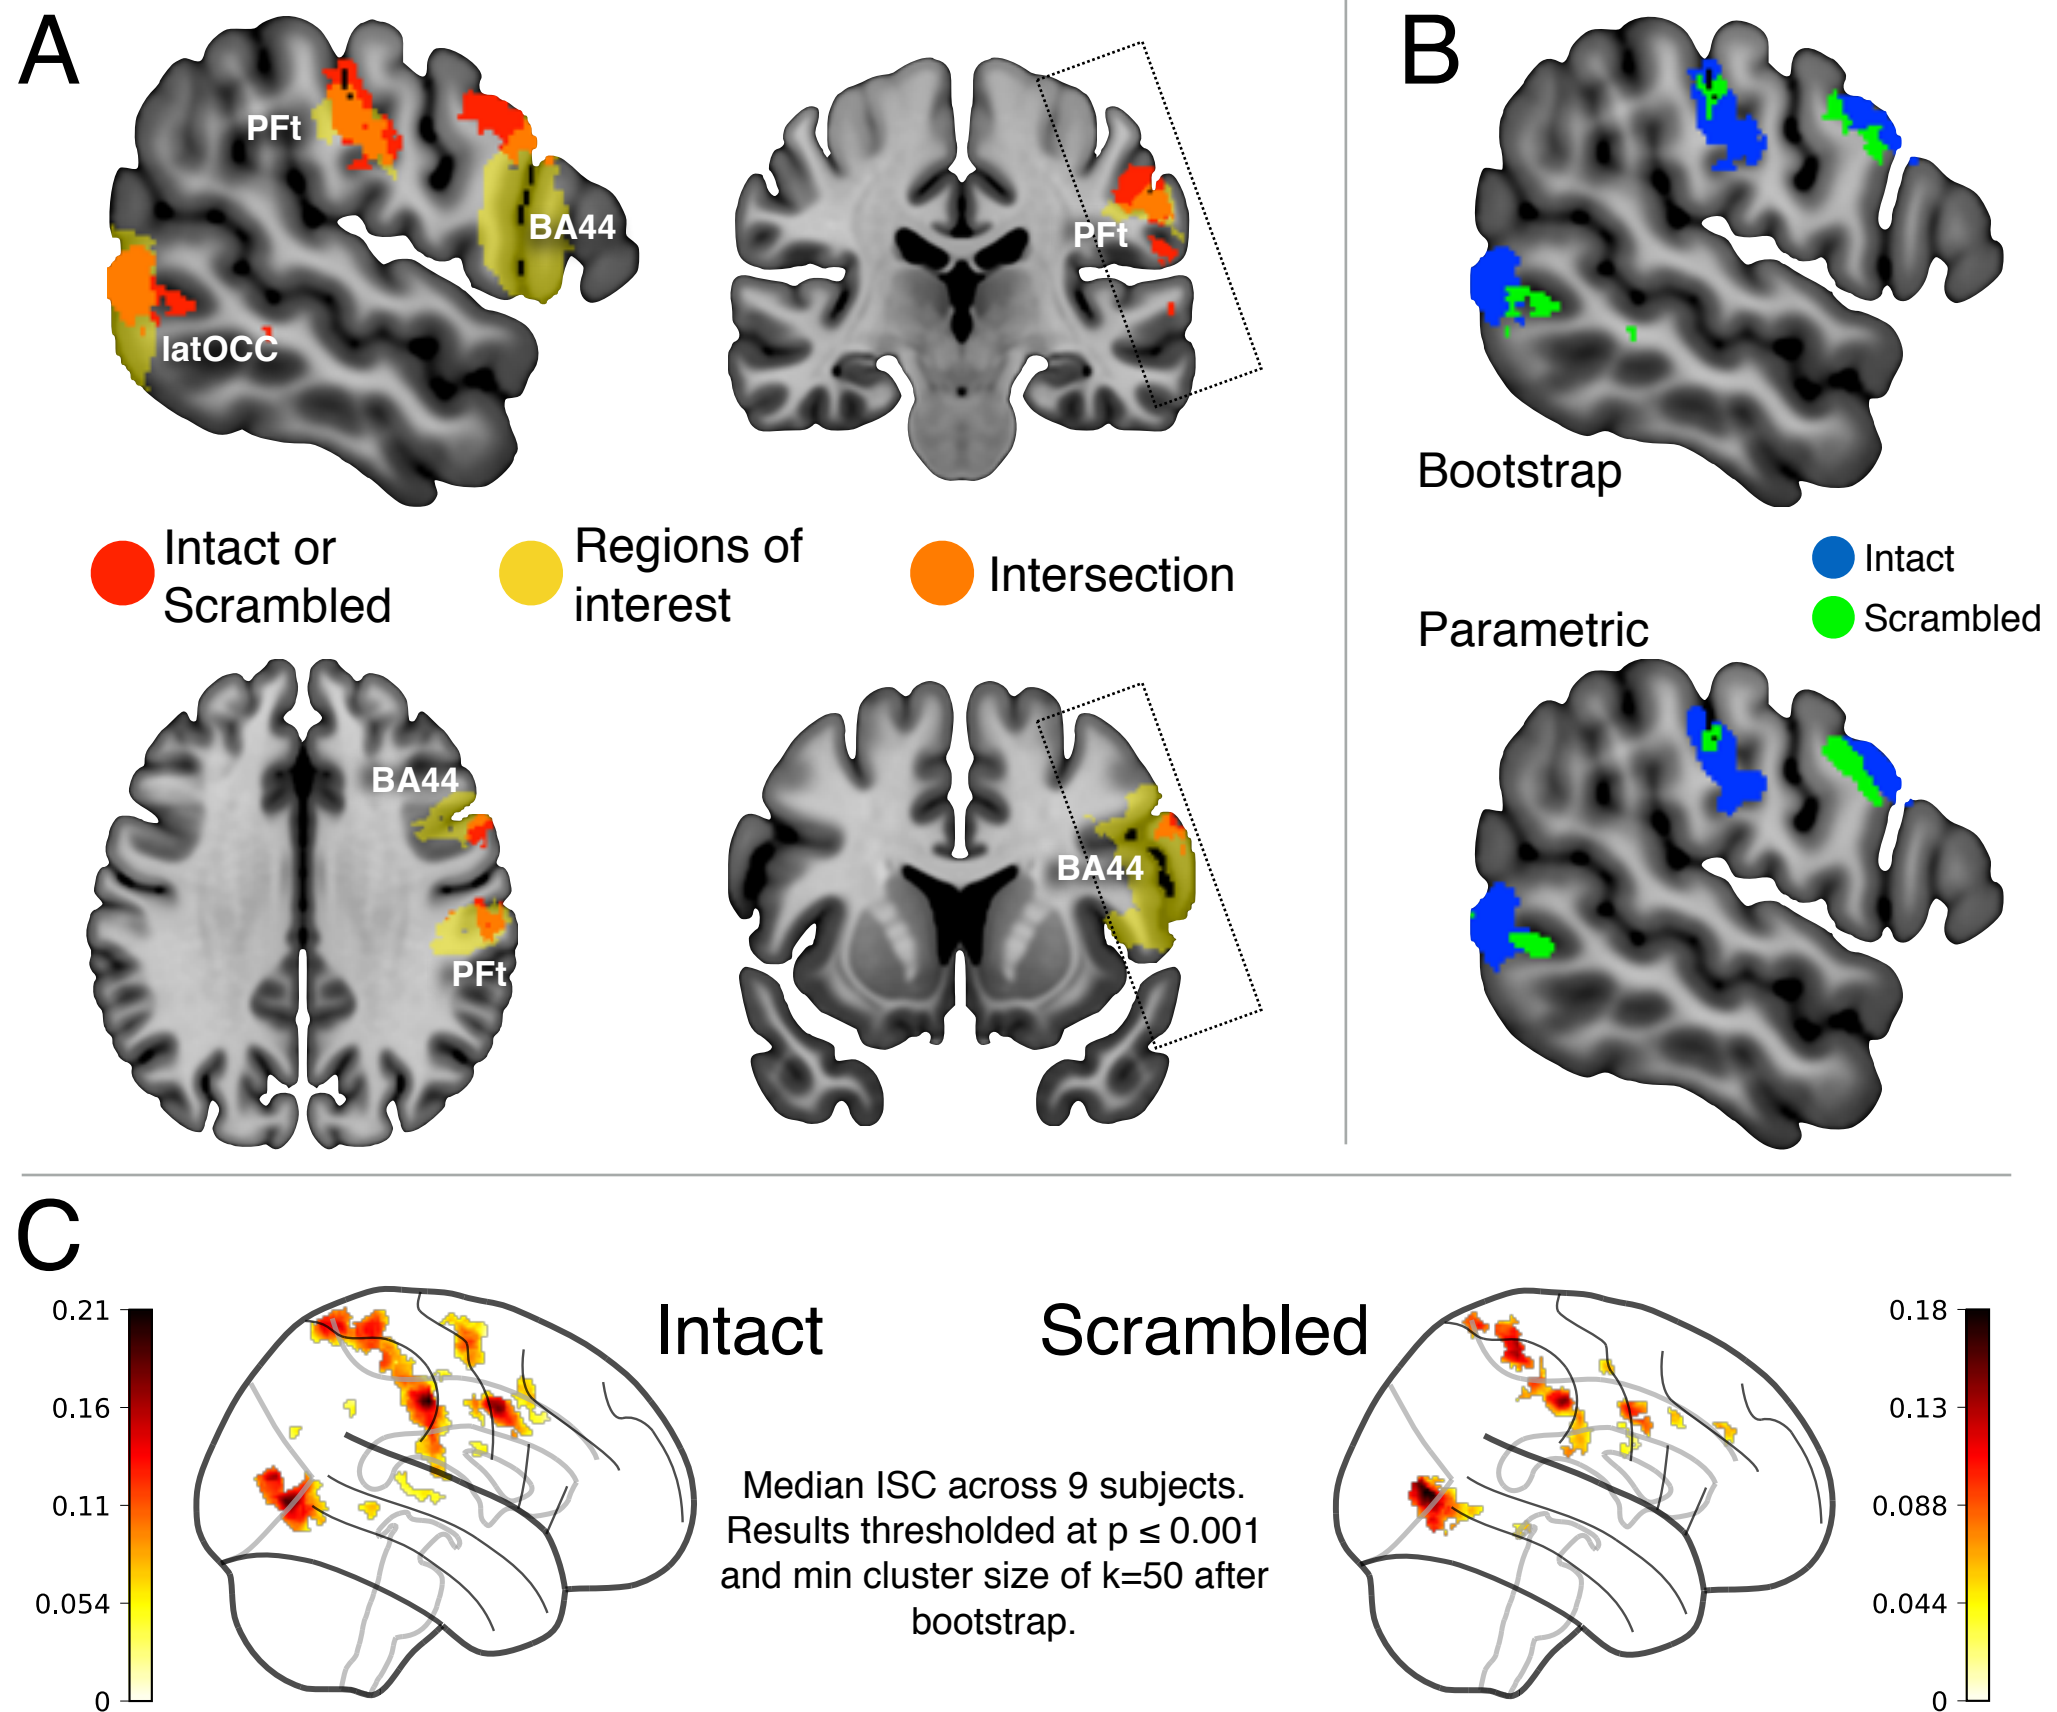 A
PFt
BA44
latOCC
PFt
B
Bootstrap
Intact or
Scrambled
Regions of
interest
Intersection
Intact
Scrambled
Parametric
BA44
PFt
BA44
C
Intact
Scrambled
0.21
0.16
0.11
0.054
0
Median ISC across 9 subjects.
Results thresholded at p ≤ 0.001
and min cluster size of k=50 after
bootstrap.
0.18
0.13
0.088
0.044
0